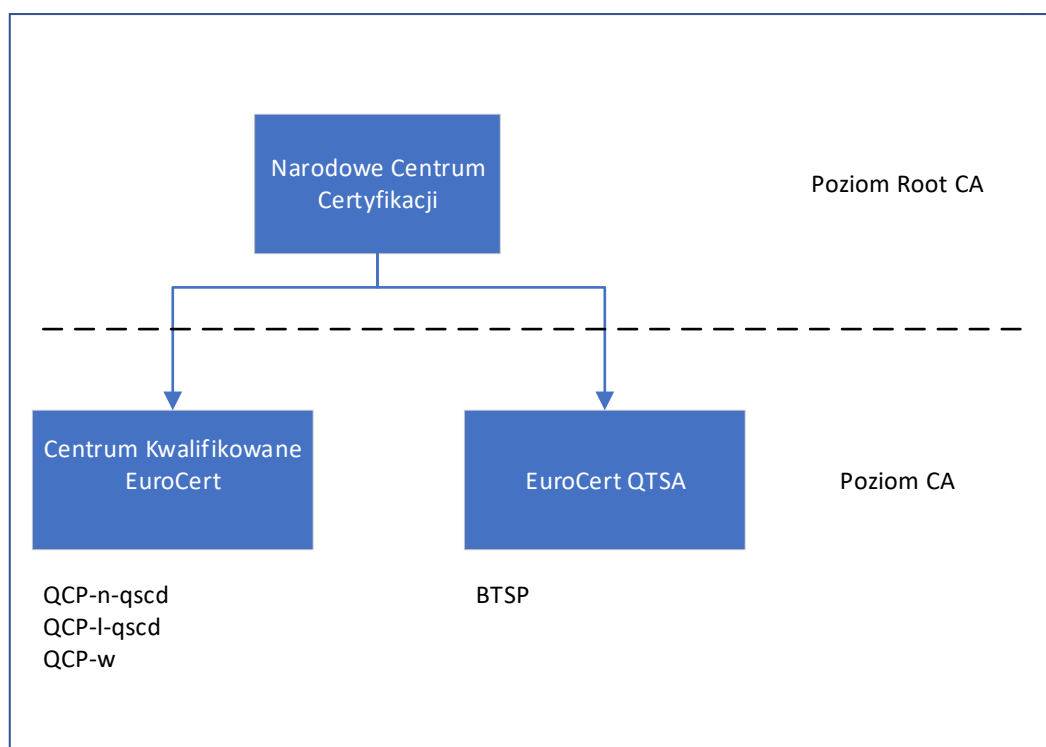 Narodowe Centrum
Certyfikacji
Poziom Root CA
Centrum Kwalifikowane
EuroCert
EuroCert QTSA
Poziom CA
QCP-n-qscd
QCP-l-qscd
QCP-w
BTSP